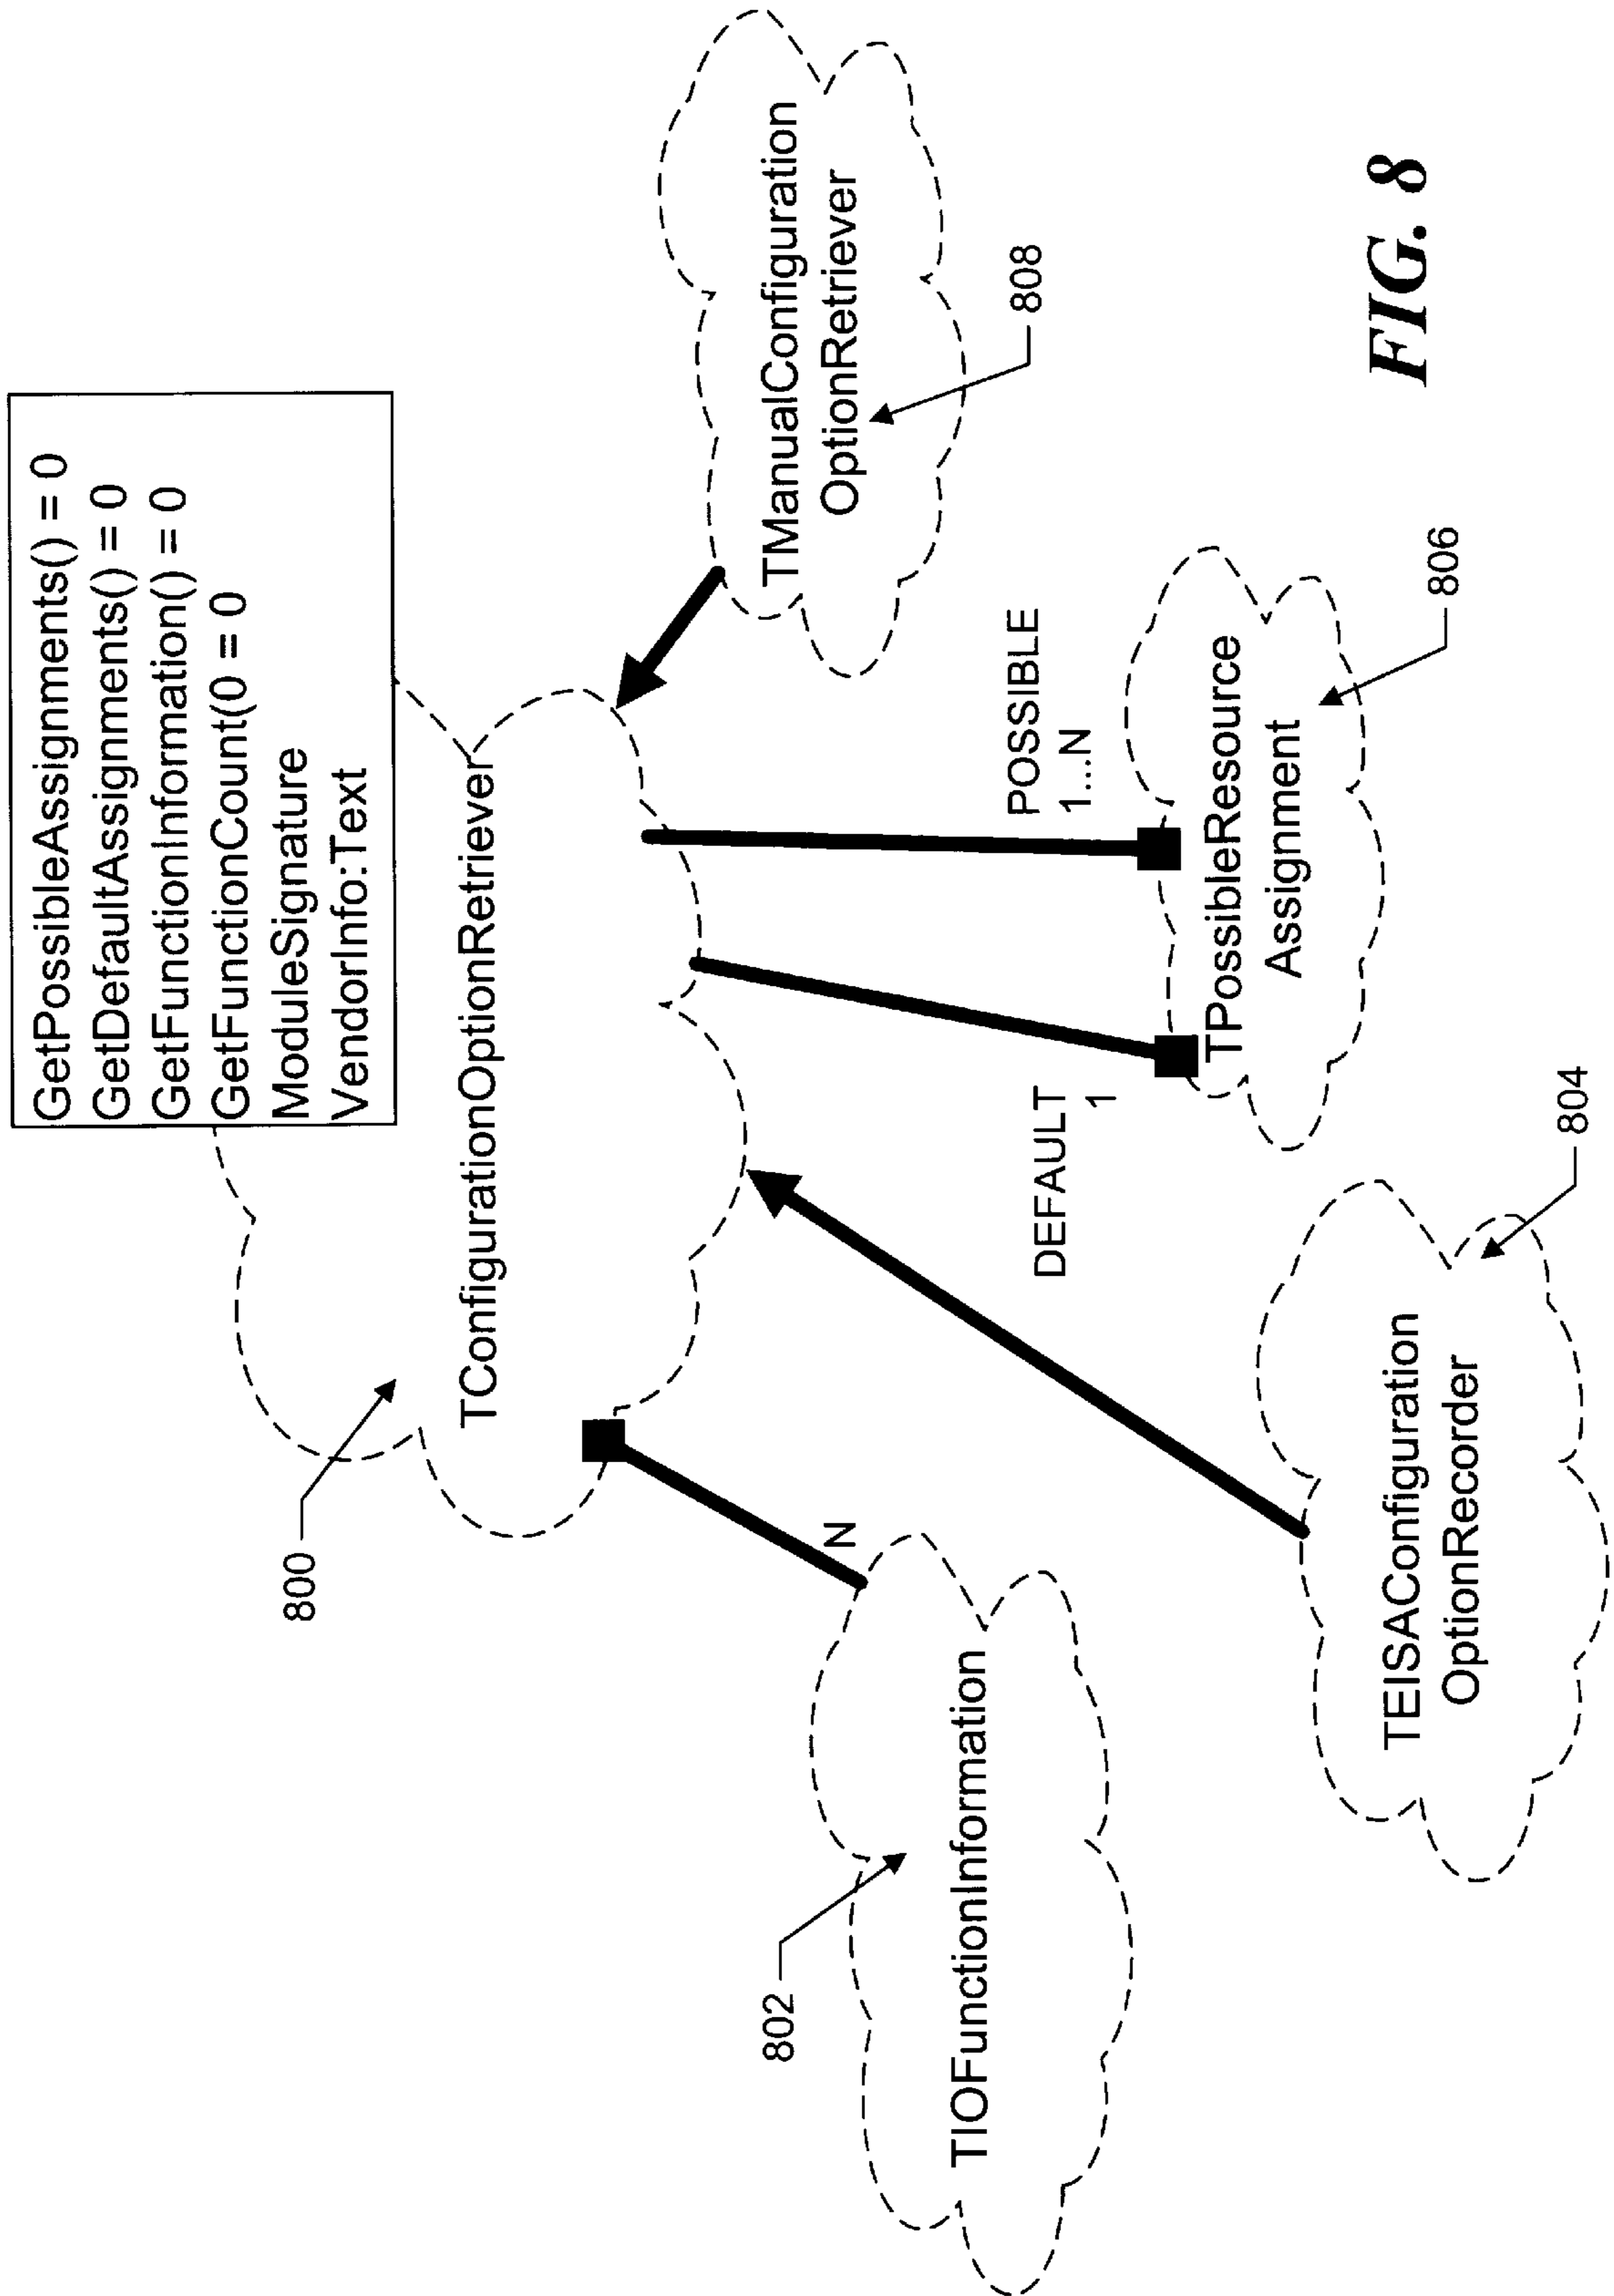 GetPossibleAssignments() = 0
GetDefaultAssignments() = 0
GetFunctionInformation() = 0
GetFunctionCount(0 = 0
ModuleSignature
VendorInfo:Text
800
TConfigurationOptionRetriever
802
TIOFunctionInformation
N
TManualConfiguration
OptionRetriever
808
DEFAULT
1
POSSIBLE
1...N
TPossibleResource
Assignment
806
TEISAConfiguration
OptionRecorder
804
FIG. 8